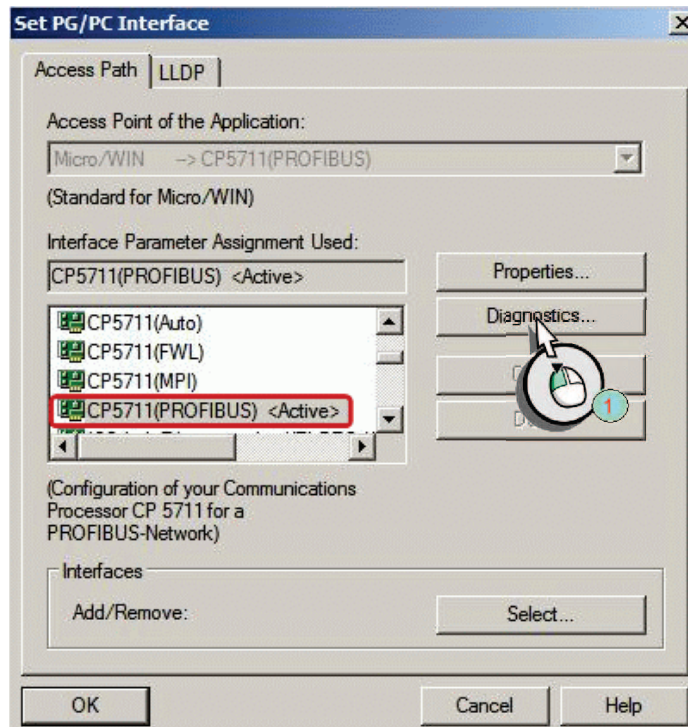 Set PG/PC Interface
Access Path
LLDP
Access Point of the Application:
Micro/WIN -->CP5711(PROFIBUS)
(Standard for Micro/WIN)
Interface Parameter Assignment Used:
CP5711(PROFIBUS) <Active>
Properties...
CP5711(Auto)
Diagnostics...
CP5711(FWL)
CP5711(MPI)
CP5711(PROFIBUS) <Active>
1
(Configuration of your Communications
Processor CP 5711 for a
PROFIBUS-Network)
Interfaces
Add/Remove:
Select...
OK
Cancel
Help